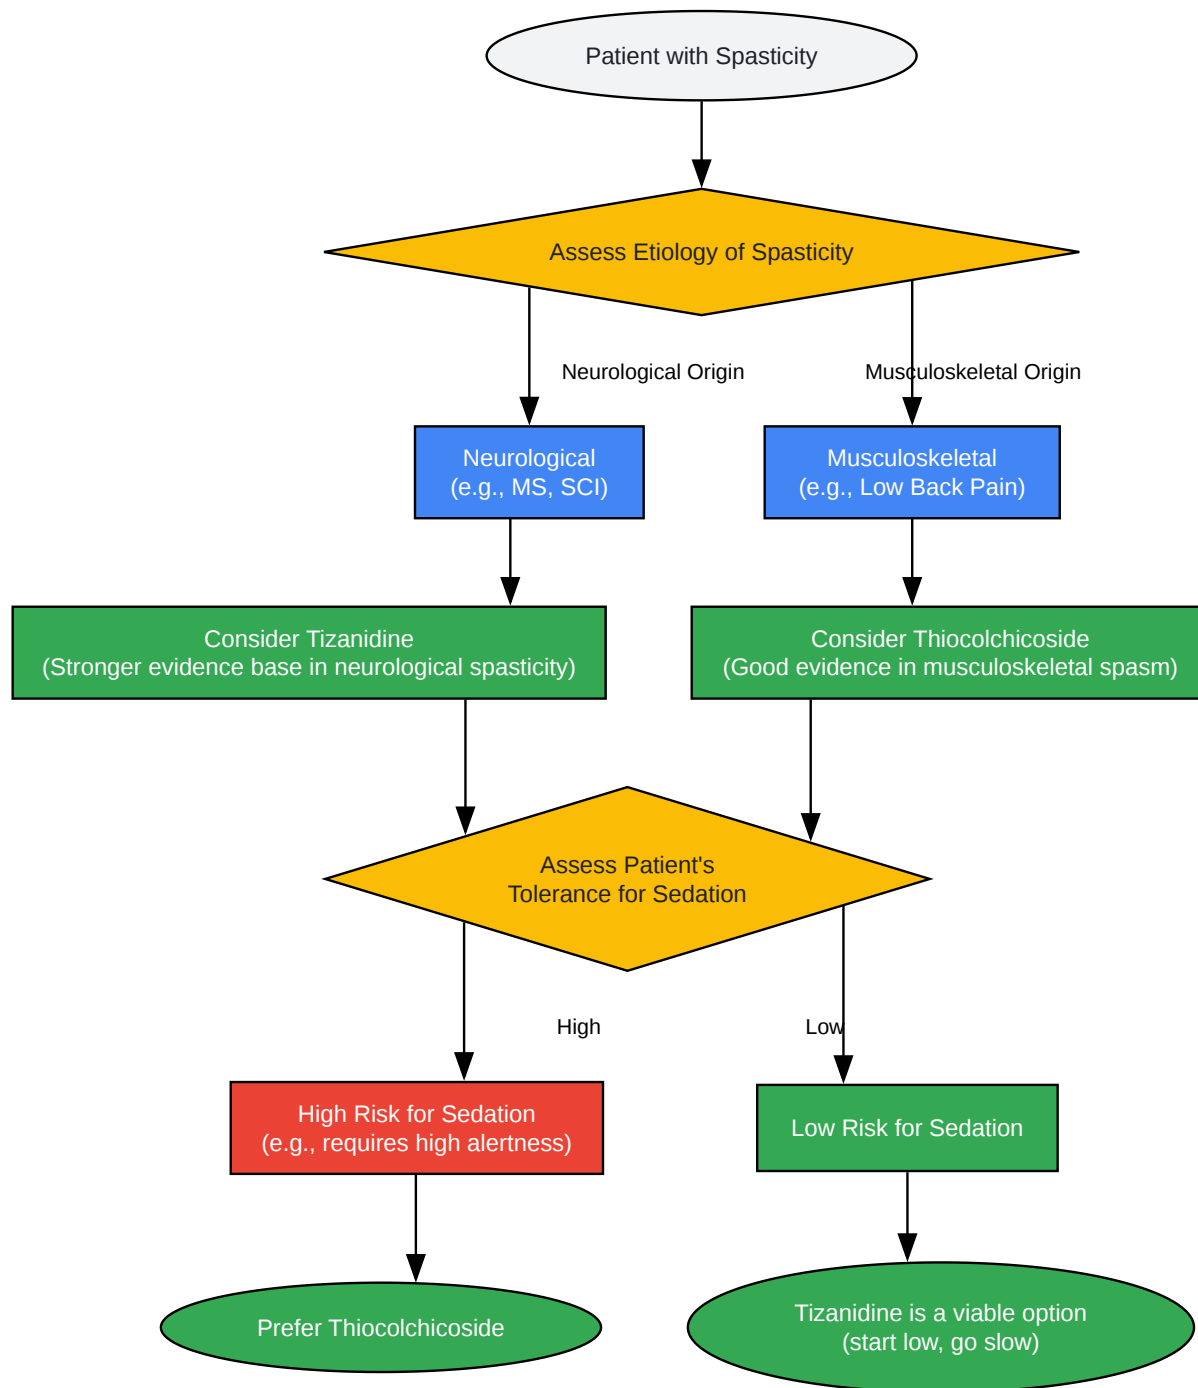 Patient with Spasticity
Assess Etiology of Spasticity
Neurological Origin
Musculoskeletal Origin
Neurological
(e.g., MS, SCI)
Musculoskeletal
(e.g., Low Back Pain)
Consider Tizanidine
(Stronger evidence base in neurological spasticity)
Consider Thiocolchicoside
(Good evidence in musculoskeletal spasm)
Assess Patient's
Tolerance for Sedation
High
Low
High Risk for Sedation
(e.g., requires high alertness)
Low Risk for Sedation
Prefer Thiocolchicoside
Tizanidine is a viable option
(start low, go slow)